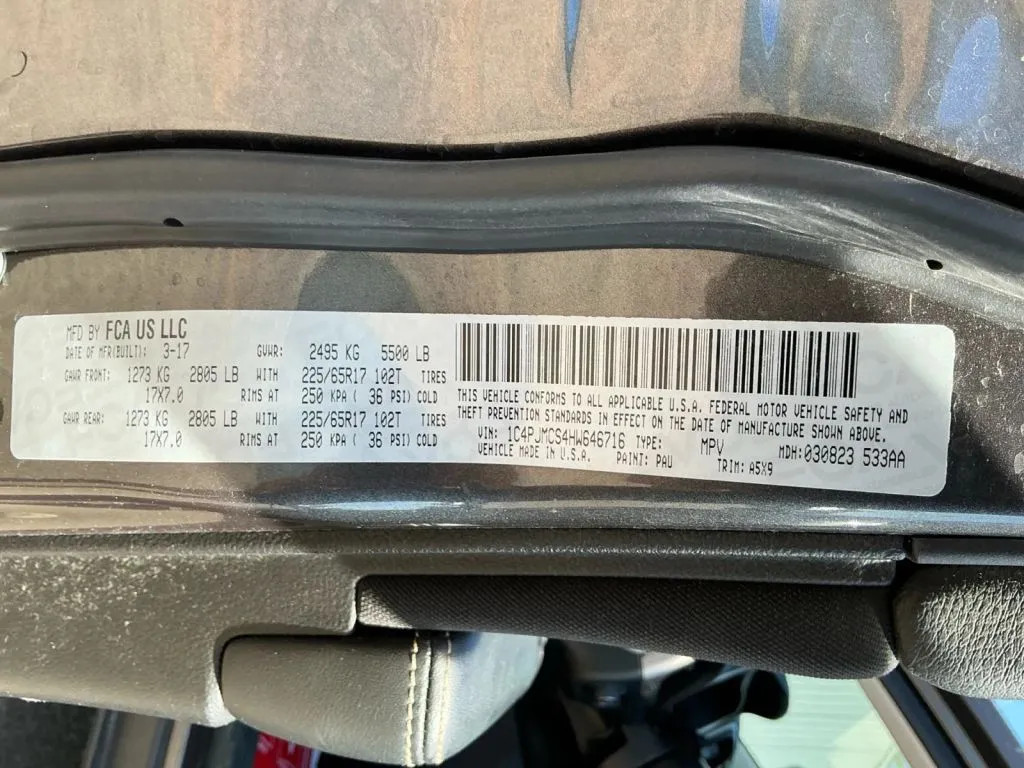 MFD BY FCA US LLC
DATE OF MFR(BUILT): 3-17 GVWR: 2495 KG 5500 LB
GAWR FRONT: 1273 KG 2805 LB WITH 225/65R17 102T TIRES
17X7.0 RIMS AT 250 KPA ( 36 PSI) COLD
GAWR REAR: 1273 KG 2805 LB WITH 225/65R17 102T TIRES
17X7.0 RIMS AT 250 KPA ( 36 PSI) COLD
THIS VEHICLE CONFORMS TO ALL APPLICABLE U.S.A. FEDERAL MOTOR VEHICLE SAFETY AND
THEFT PREVENTION STANDARDS IN EFFECT ON THE DATE OF MANUFACTURE SHOWN ABOVE.
VIN: 1C4PJMCS4HW646716 TYPE: MPV MDH:030823 533AA
VEHICLE MADE IN U.S.A. PAINT: PAU TRIM: A5X9